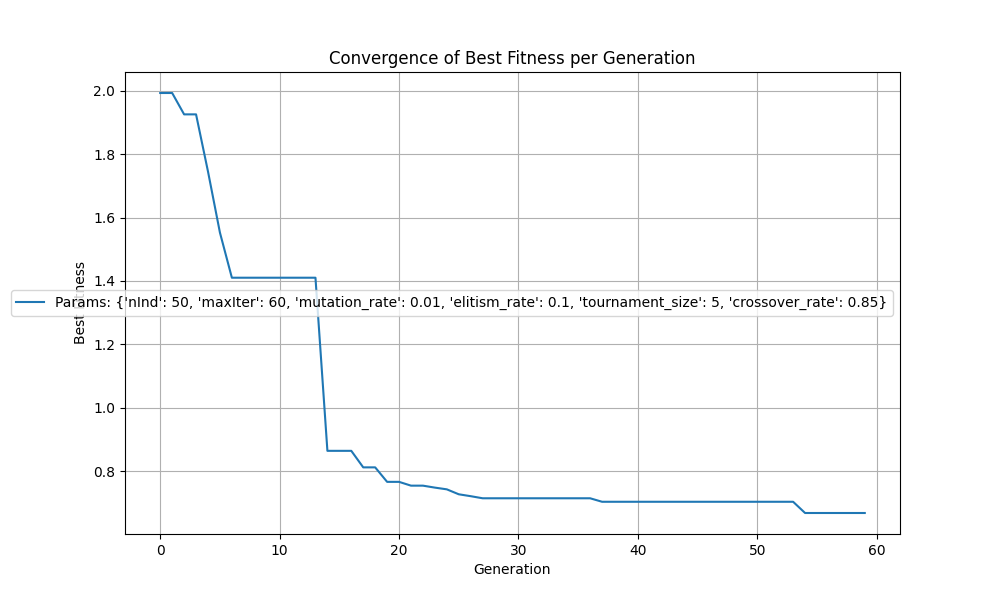 Convergence of Best Fitness per Generation
2.0
1.8
1.6
1.4
1.2
1.0
0.8
Best
Params: {'nInd': 50, 'maxIter': 60, 'mutation_rate': 0.01, 'elitism_rate': 0.1, 'tournament_size': 5, 'crossover_rate': 0.85}
0 10 20 30 40 50 60
Generation